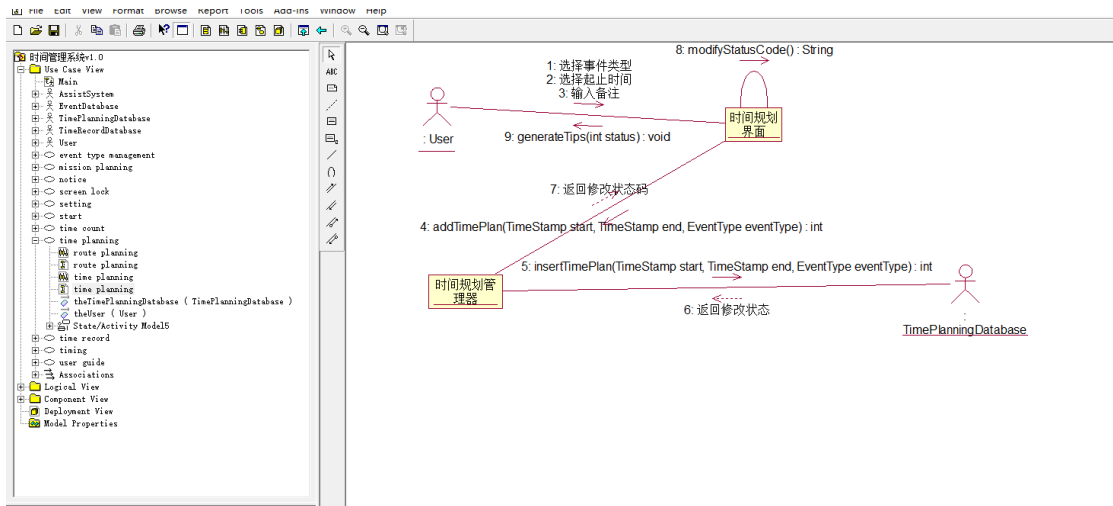 File Edit View Format Browse Report Tools Add-Ins Window Help
时间管理系统v1.0
Use Case View
Main
AssistSystem
EventDatabase
TimePlanningDatabase
TimeRecordDatabase
User
event type management
mission planning
notice
screen lock
setting
start
time count
time planning
route planning
route planning
time planning
time planning
theTimePlanningDatabase ( TimePlanningDatabase )
theUser ( User )
State/Activity Model5
time record
timing
user guide
Associations
Logical View
Component View
Deployment View
Model Properties
ABC
8: modifyStatusCode() : String
1: 选择事件类型
2: 选择起止时间
3: 输入备注
时间规划
界面
: User
9: generateTips(int status) : void
7: 返回修改状态码
4: addTimePlan(TimeStamp start, TimeStamp end, EventType eventType) : int
5: insertTimePlan(TimeStamp start, TimeStamp end, EventType eventType) : int
时间规划管
理器
6: 返回修改状态
:
TimePlanningDatabase